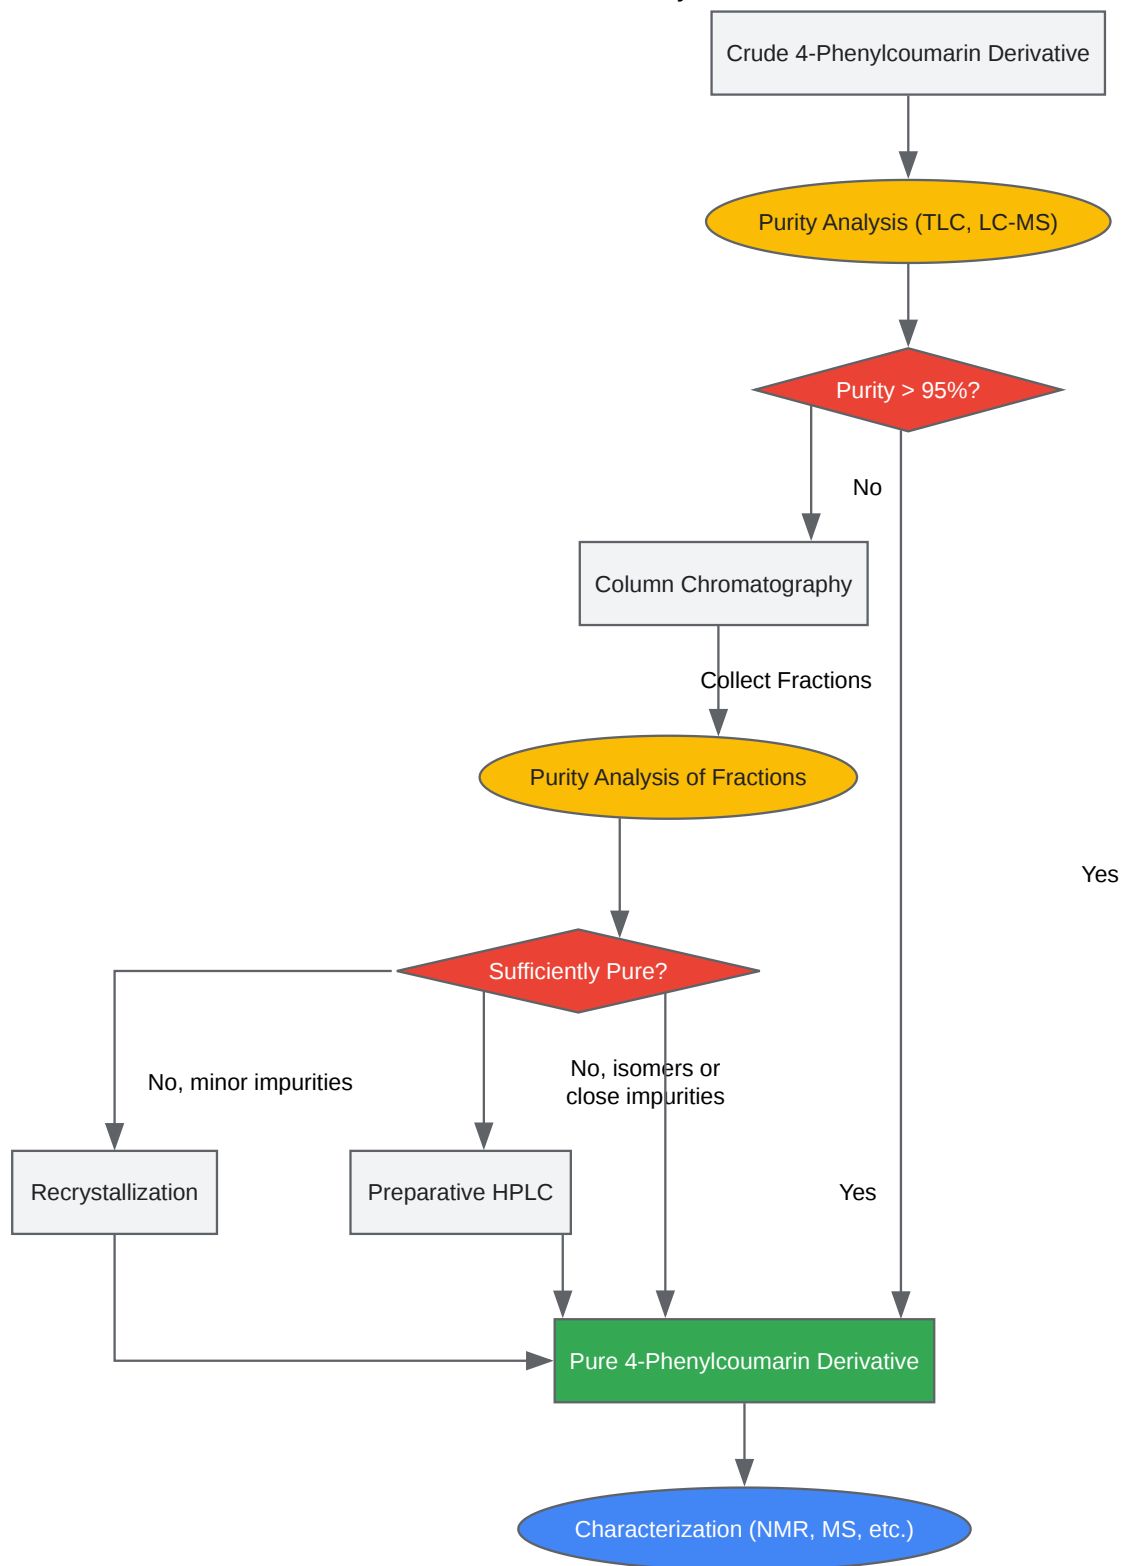 Crude 4-Phenylcoumarin Derivative
Purity Analysis (TLC, LC-MS)
Purity > 95%?
No
Column Chromatography
Collect Fractions
Purity Analysis of Fractions
Yes
Sufficiently Pure?
No, minor impurities
No, isomers or
close impurities
Recrystallization
Preparative HPLC
Yes
Pure 4-Phenylcoumarin Derivative
Characterization (NMR, MS, etc.)